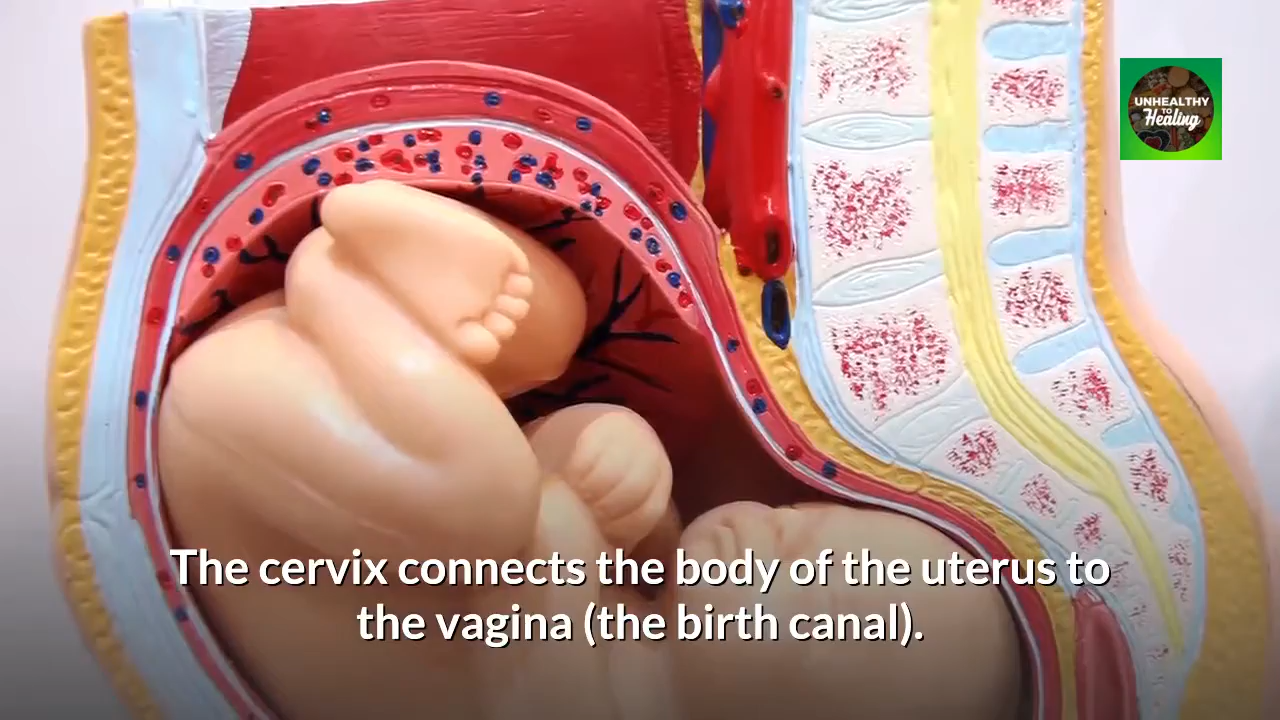 UNHEALTHY
TO
Healing
The cervix connects the body of the uterus to
the vagina (the birth canal).